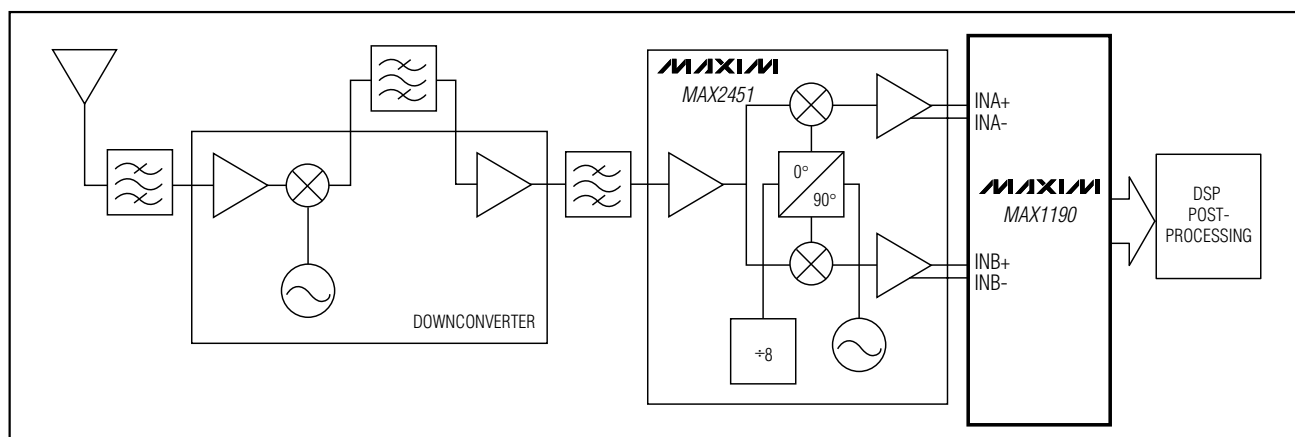 DOWNCONVERTER
MAXIM
MAX2451
0°
90°
÷8
INA+
INA-
MAXIM
MAX1190
INB+
INB-
DSP
POST-
PROCESSING